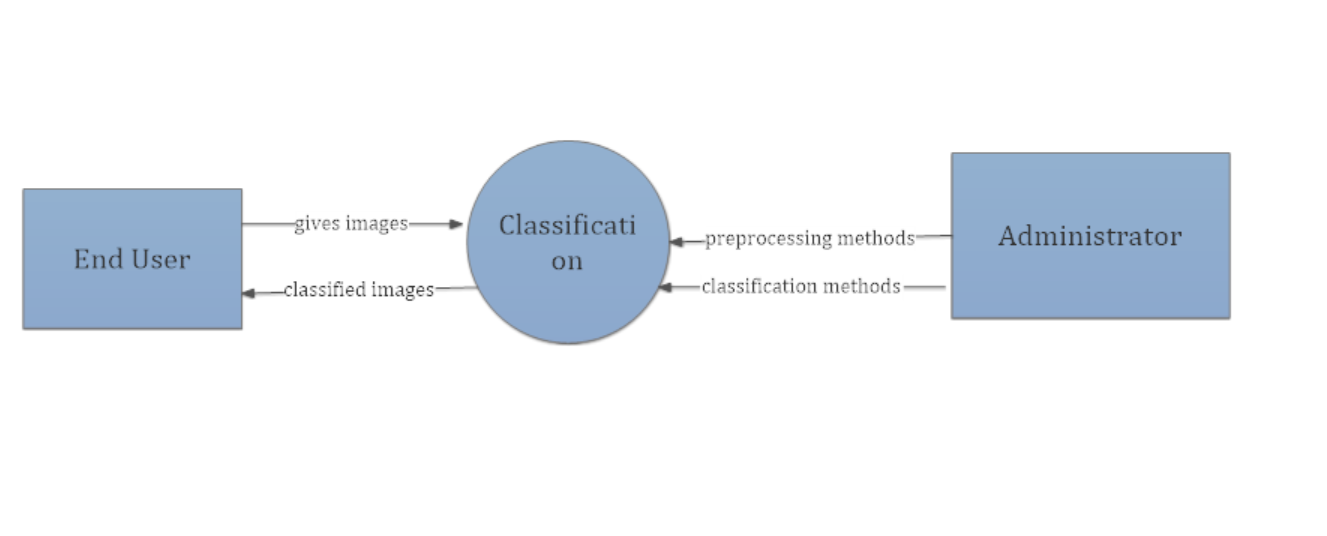 End User
gives images
classified images
Classificati
on
preprocessing methods
classification methods
Administrator